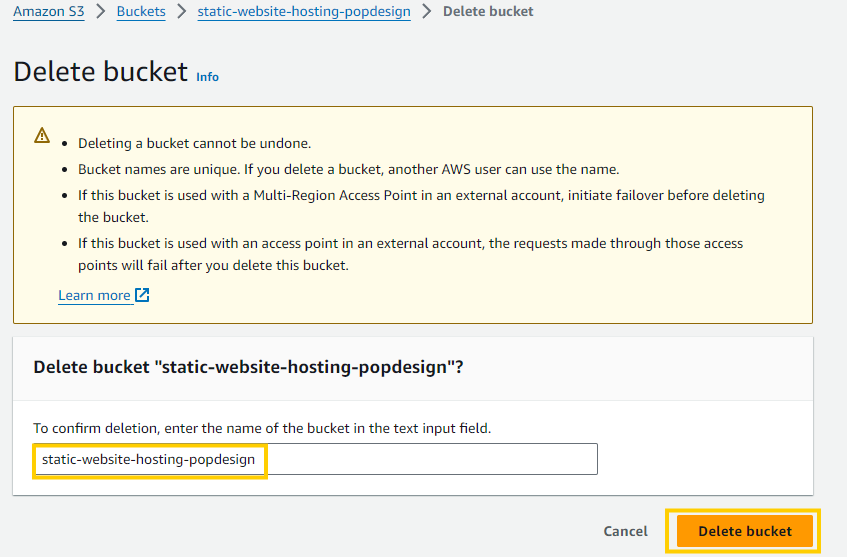 Amazon S3 > Buckets > static-website-hosting-popdesign > Delete bucket
Delete bucket Info
• Deleting a bucket cannot be undone.
• Bucket names are unique. If you delete a bucket, another AWS user can use the name.
• If this bucket is used with a Multi-Region Access Point in an external account, initiate failover before deleting
the bucket.
• If this bucket is used with an access point in an external account, the requests made through those access
points will fail after you delete this bucket.
Learn more
Delete bucket "static-website-hosting-popdesign"?
To confirm deletion, enter the name of the bucket in the text input field.
static-website-hosting-popdesign
Cancel Delete bucket